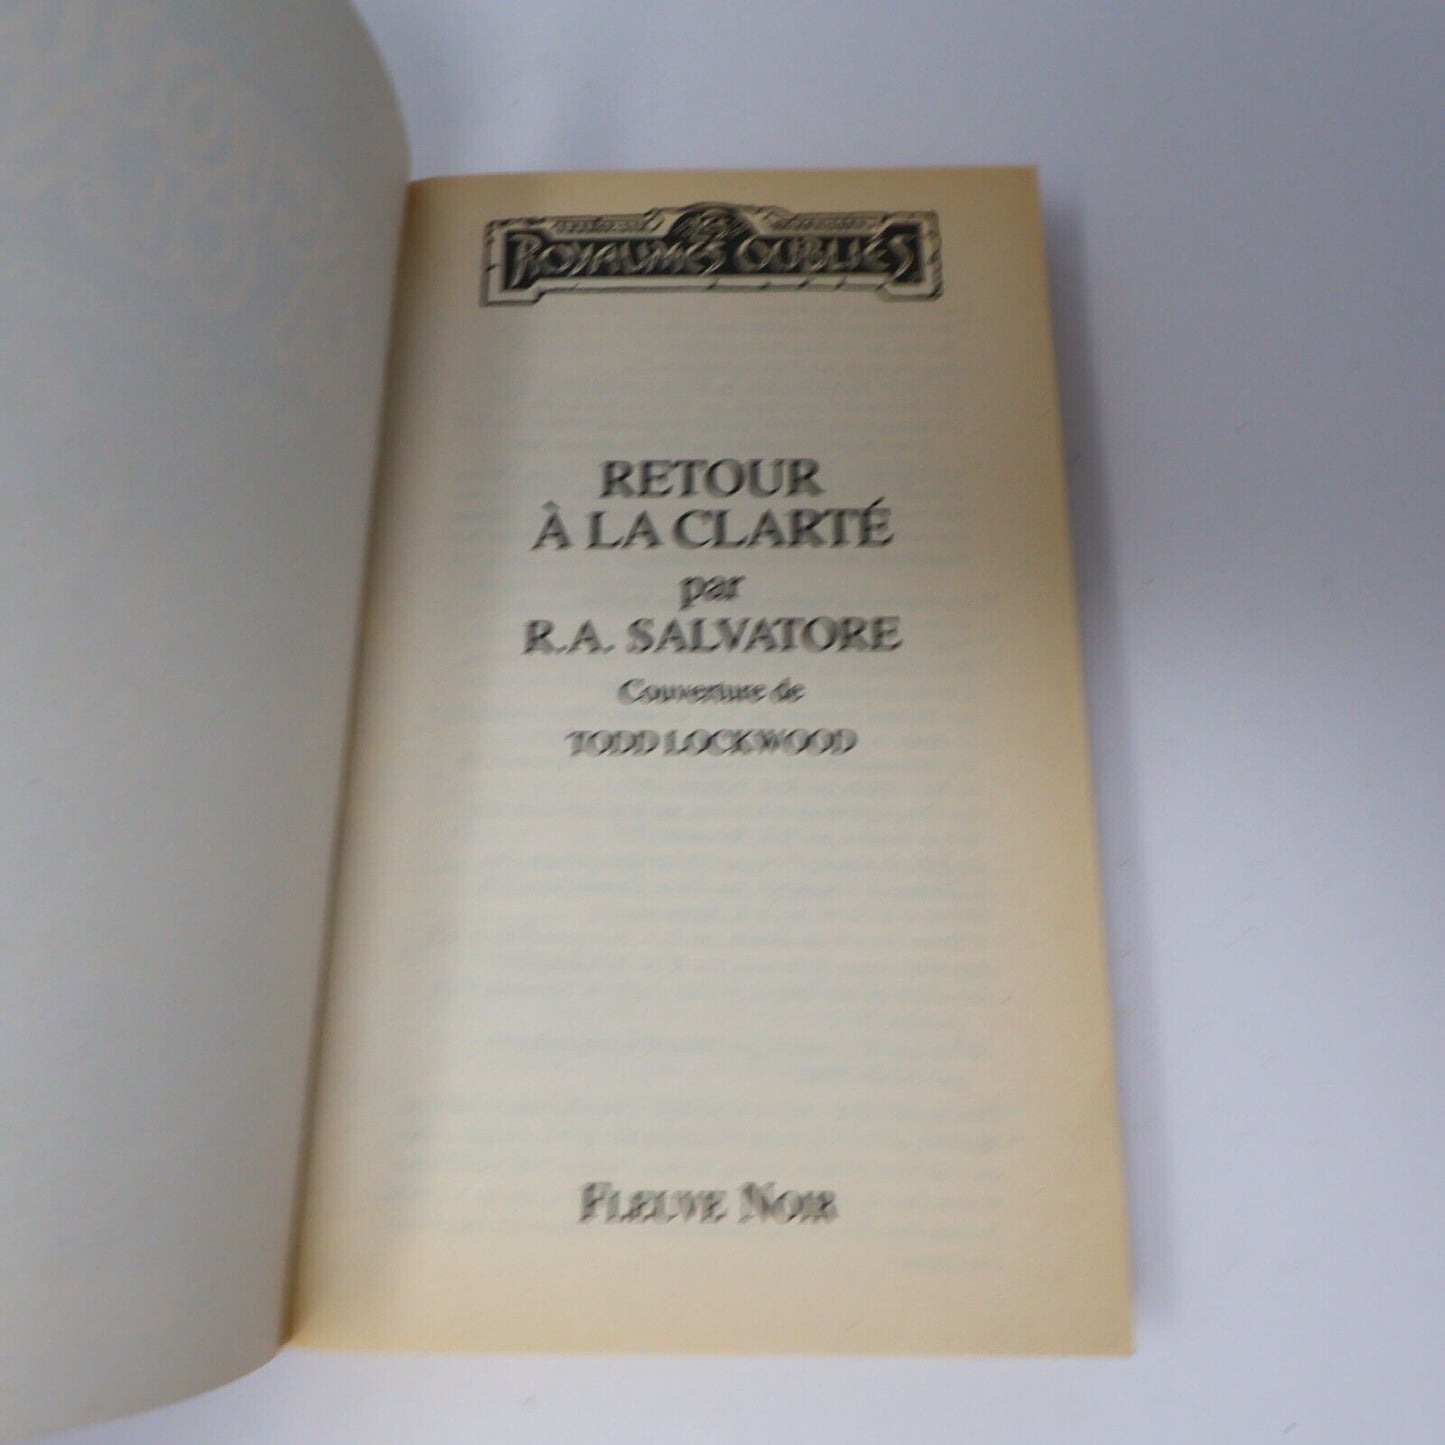 ROYAUMES OUBLIÉS
RETOUR
À LA CLARTÉ
par
R.A. SALVATORE
Couverture de
TODD LOCKWOOD
FLEUVE NOIR